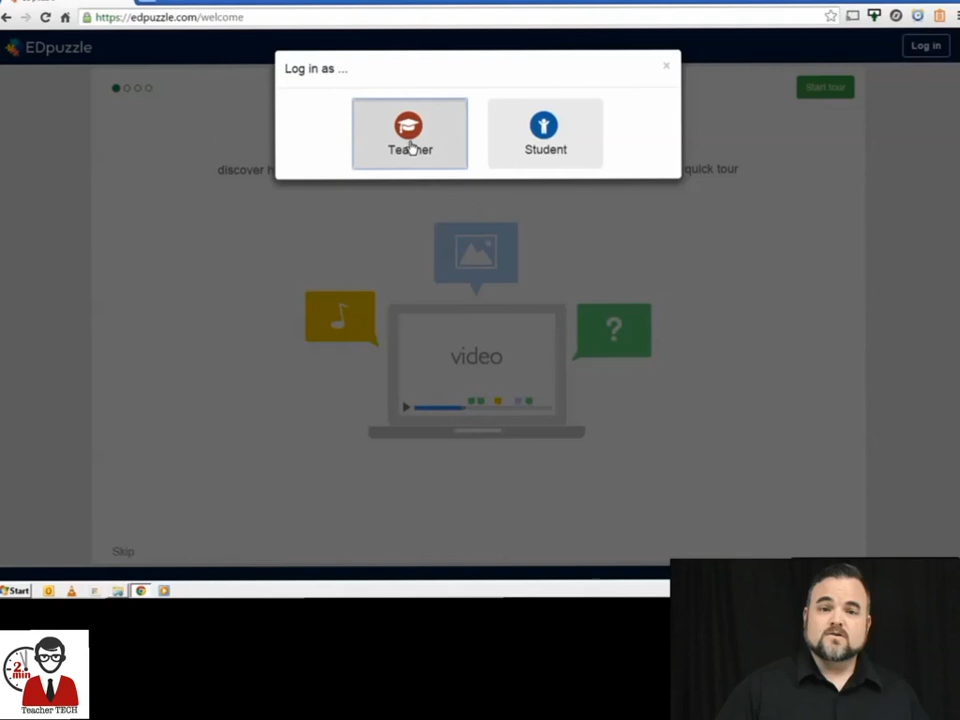 https://edpuzzle.com/welcome
EDpuzzle
Log in
Log in as ...
Start tour
Teacher
Student
discover h
quick tour
?
video
Skip
Start
2
min
Teacher TECH